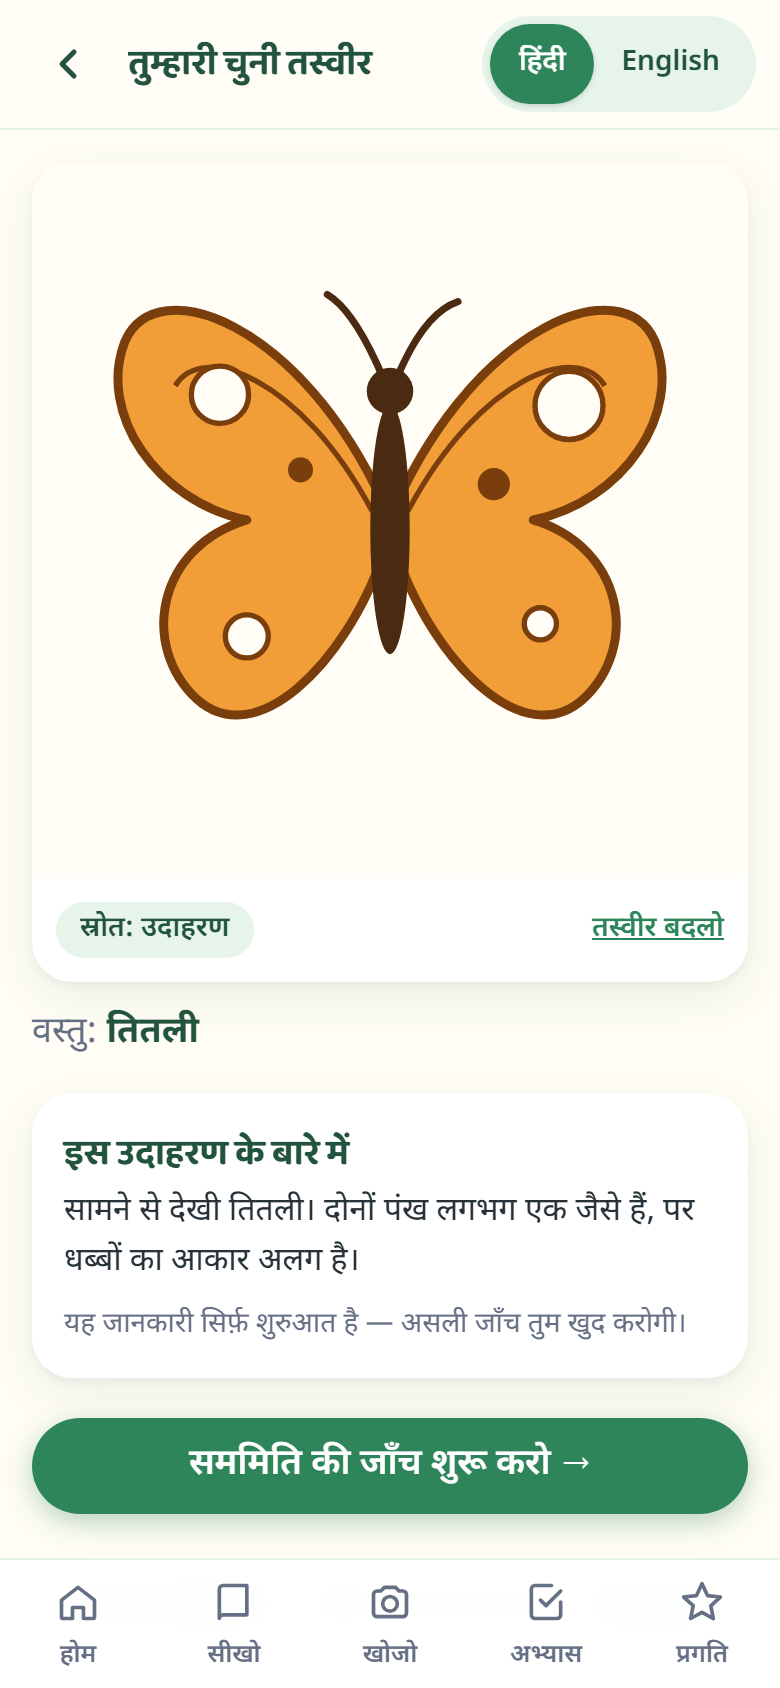 तुम्हारी चुनी तस्वीर
हिंदी
English
स्रोत: उदाहरण
तस्वीर बदलो
वस्तु: तितली
इस उदाहरण के बारे में
सामने से देखी तितली। दोनों पंख लगभग एक जैसे हैं, पर
धब्बों का आकार अलग है।
यह जानकारी सिर्फ़ शुरुआत है — असली जाँच तुम खुद करोगी।
सममिति की जाँच शुरू करो →
होम
सीखो
खोजो
अभ्यास
प्रगति